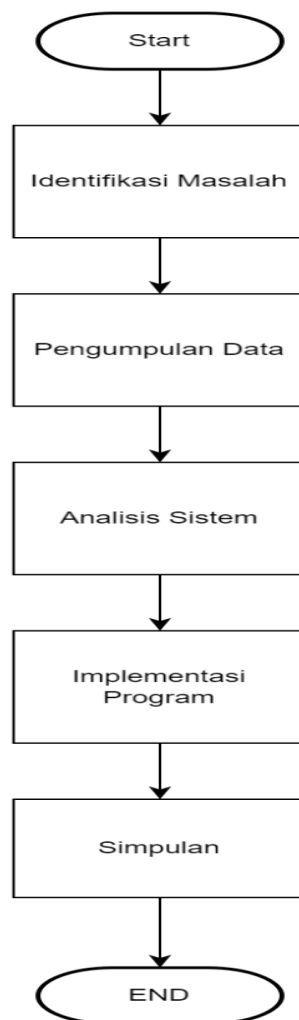 Start
Identifikasi Masalah
Pengumpulan Data
Analisis Sistem
Implementasi
Program
Simpulan
END